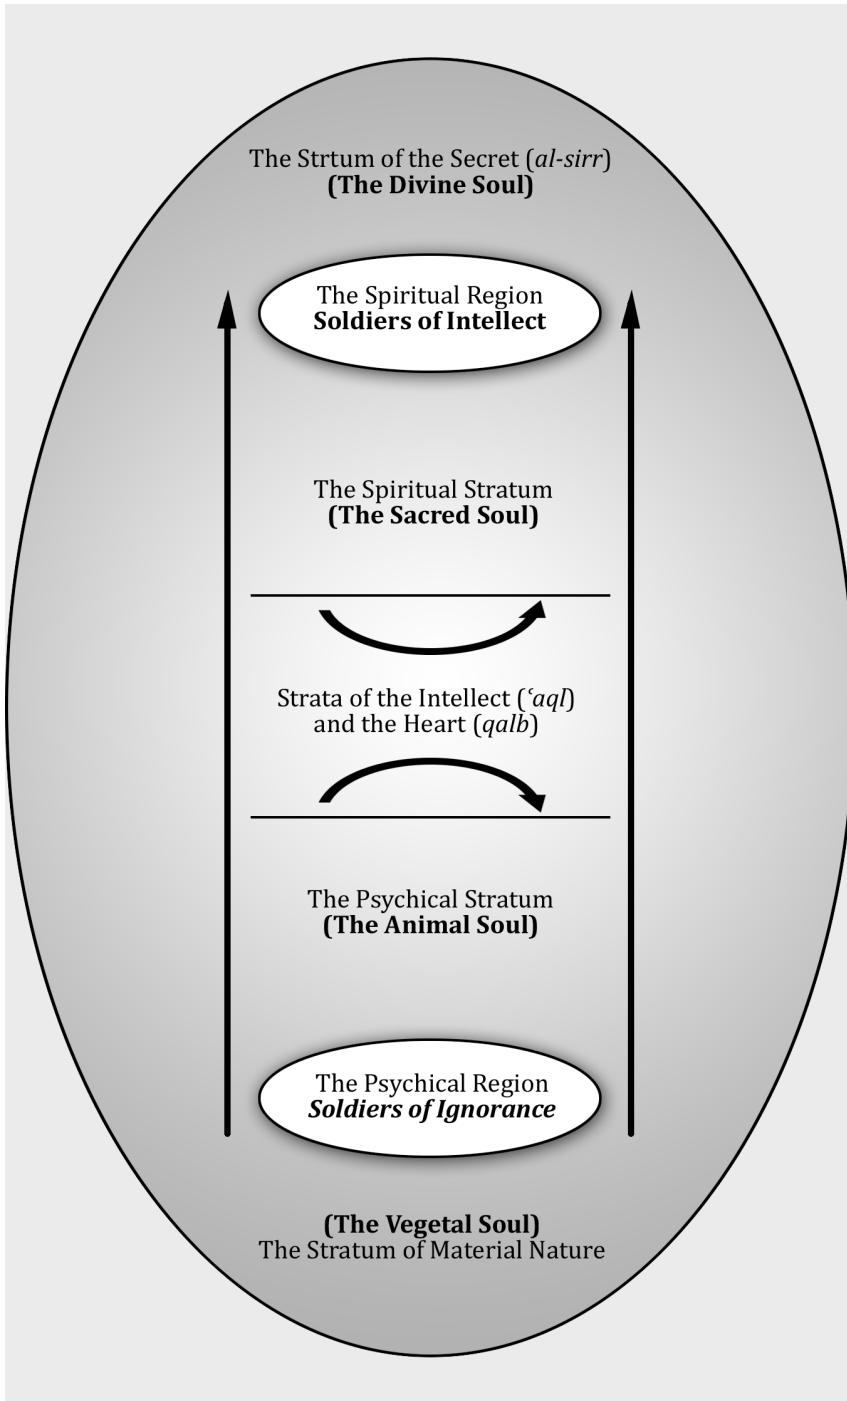 The Strtum of the Secret (al-sirr)
(The Divine Soul)
The Spiritual Region
Soldiers of Intellect
The Spiritual Stratum
(The Sacred Soul)
Strata of the Intellect (ʿaql)
and the Heart (qalb)
The Psychical Stratum
(The Animal Soul)
The Psychical Region
Soldiers of Ignorance
(The Vegetal Soul)
The Stratum of Material Nature